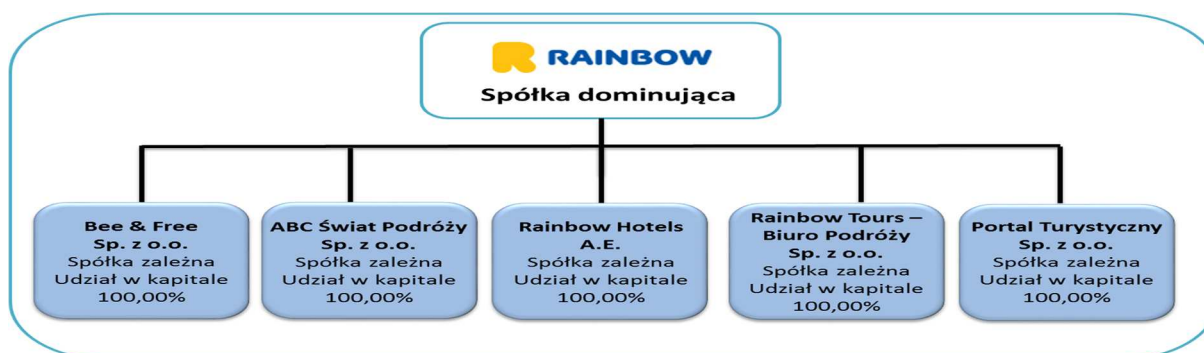 RAINBOW
Spółka dominująca
Bee & Free
Sp. z o.o.
Spółka zależna
Udział w kapitale
100,00%
ABC Świat Podróży
Sp. z o.o.
Spółka zależna
Udział w kapitale
100,00%
Rainbow Hotels
A.E.
Spółka zależna
Udział w kapitale
100,00%
Rainbow Tours –
Biuro Podróży
Sp. z o.o.
Spółka zależna
Udział w kapitale
100,00%
Portal Turystyczny
Sp. z o.o.
Spółka zależna
Udział w kapitale
100,00%